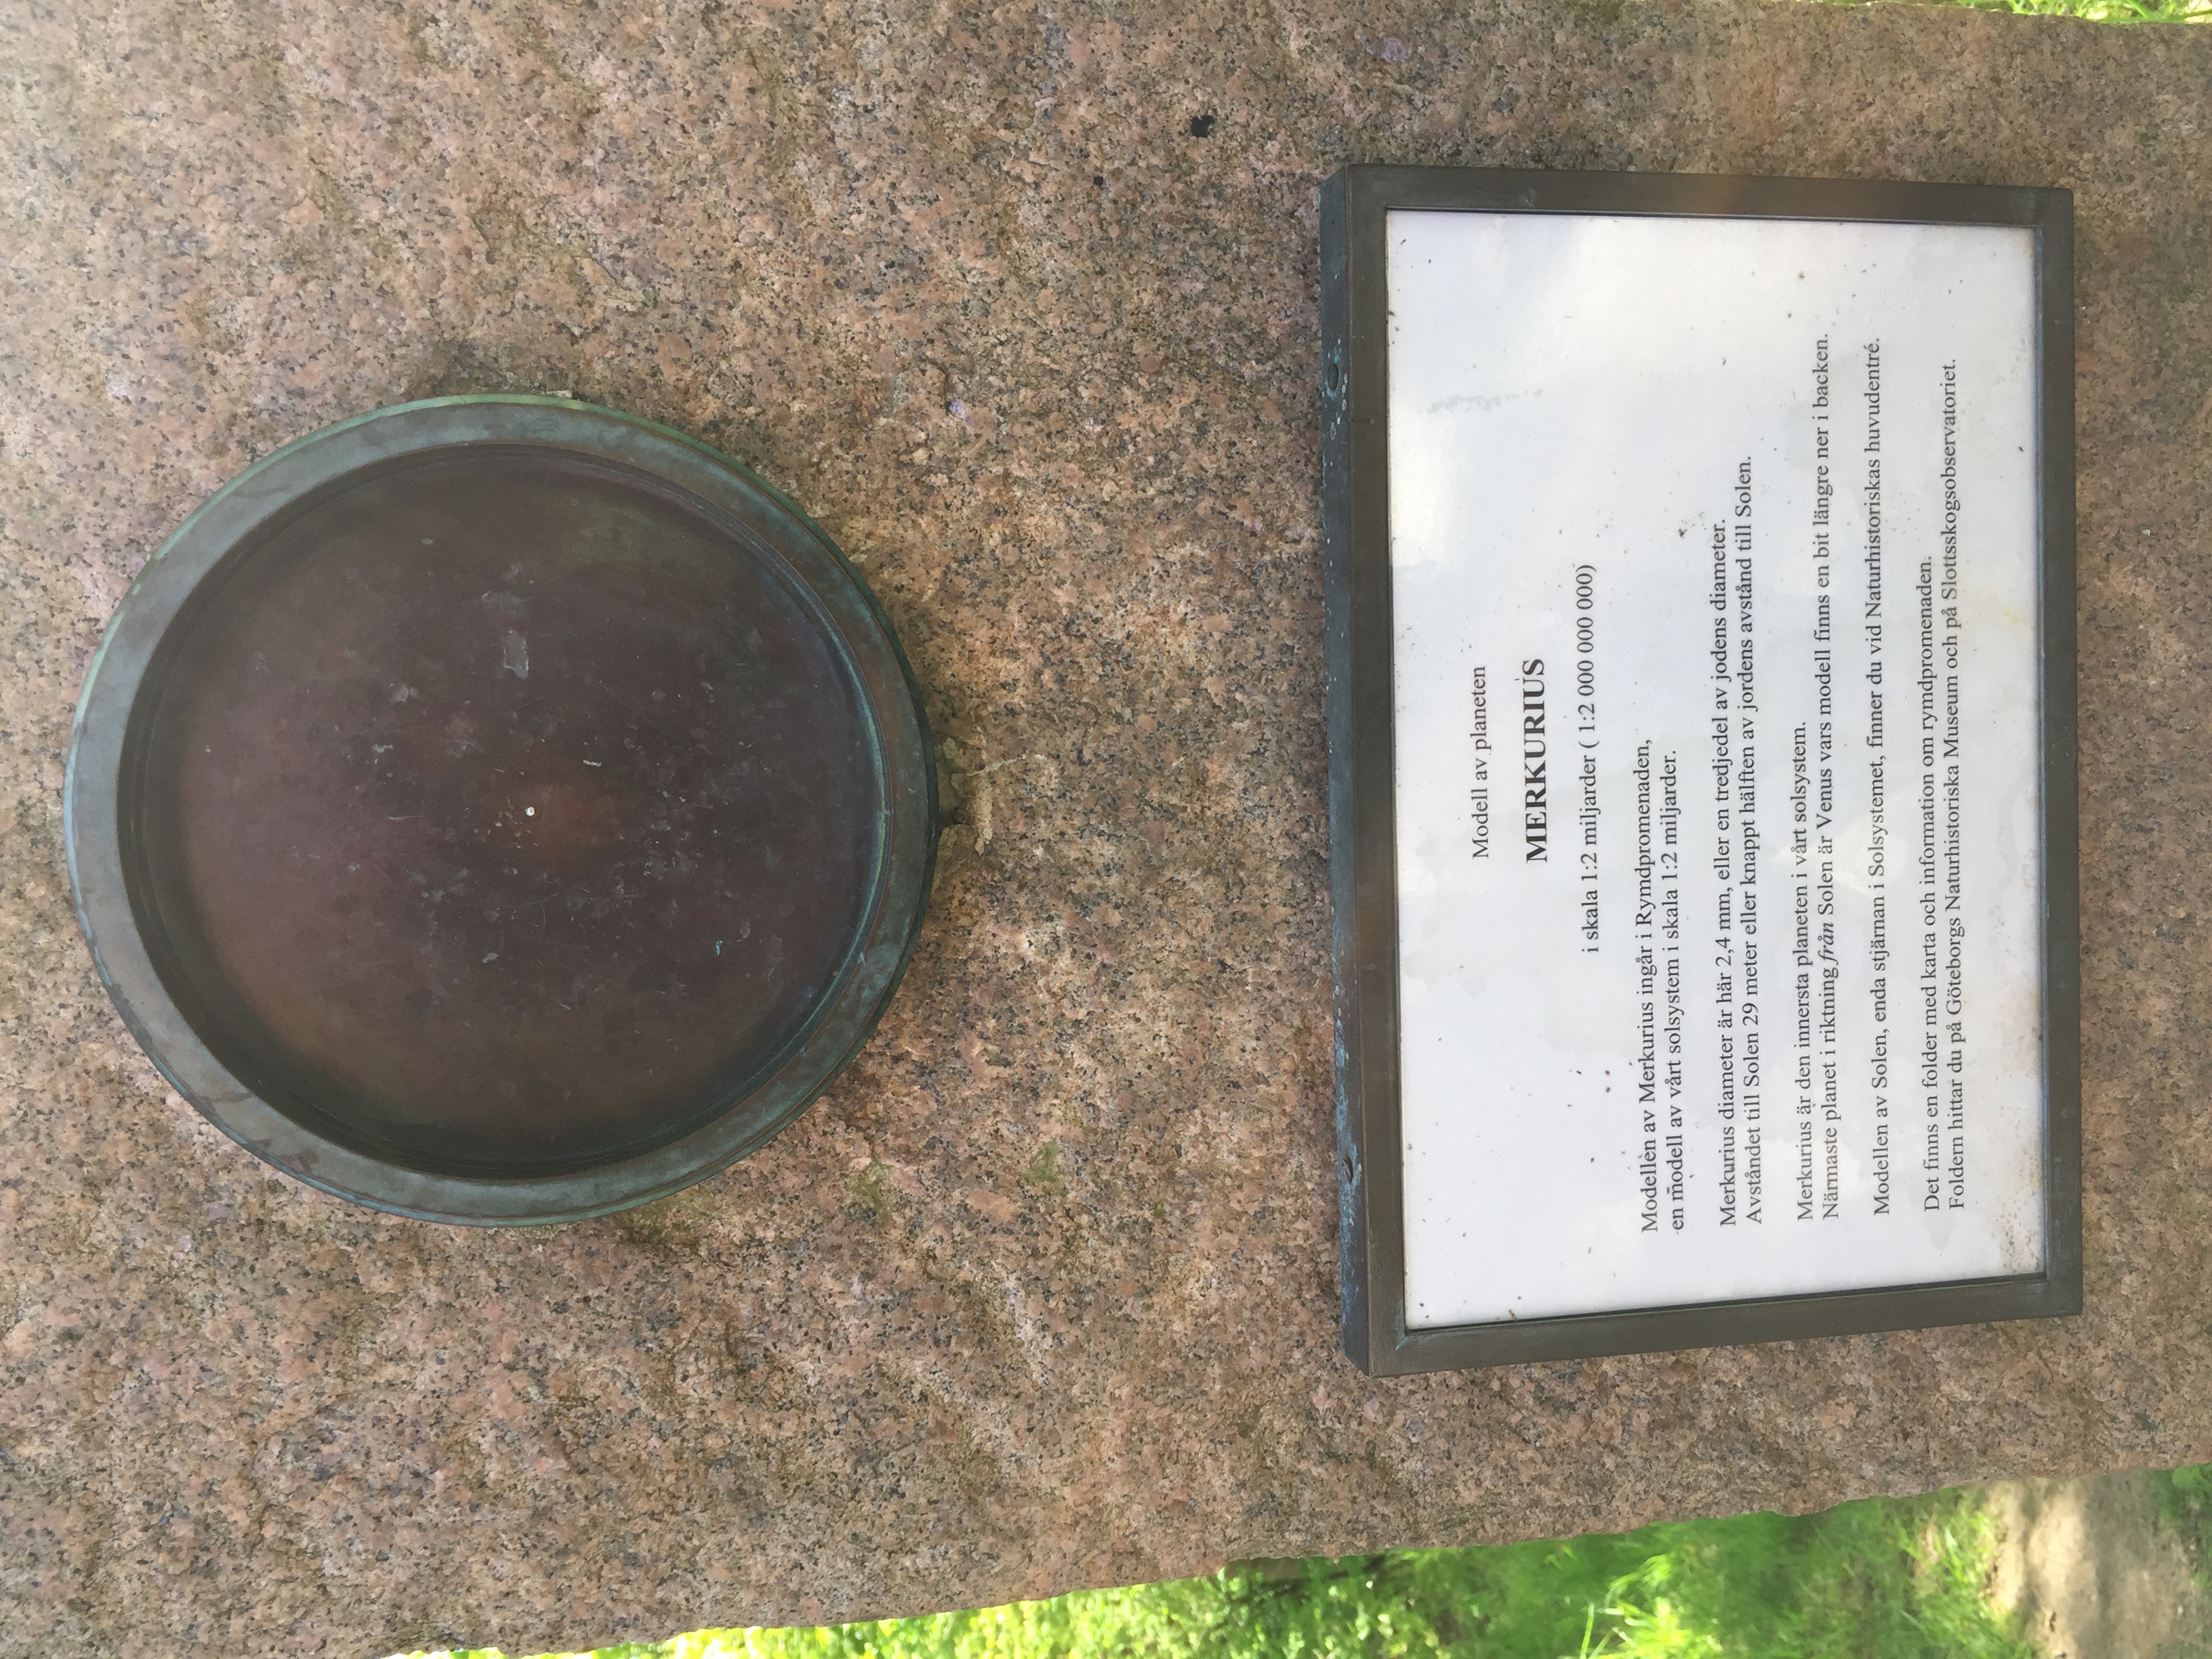 Modell av planeten
MERKURIUS
i skala 1:2 miljarder ( 1:2 000 000 000)
Modellen av Merkurius ingår i Rymdpromenaden,
en modell av vårt solsystem i skala 1:2 miljarder.
Merkurius diameter är här 2,4 mm, eller en tredjedel av jodens diameter.
Avståndet till Solen 29 meter eller knappt hälften av jordens avstånd till Solen.
Merkurius är den innersta planeten i vårt solsystem.
Närmaste planet i riktning från Solen är Venus vars modell finns en bit längre ner i backen.
Modellen av Solen, enda stjärnan i Solsystemet, finner du vid Naturhistoriskas huvudentré.
Det finns en folder med karta och information om rymdpromenaden.
Foldern hittar du på Göteborgs Naturhistoriska Museum och på Slottsskogsobservatoriet.